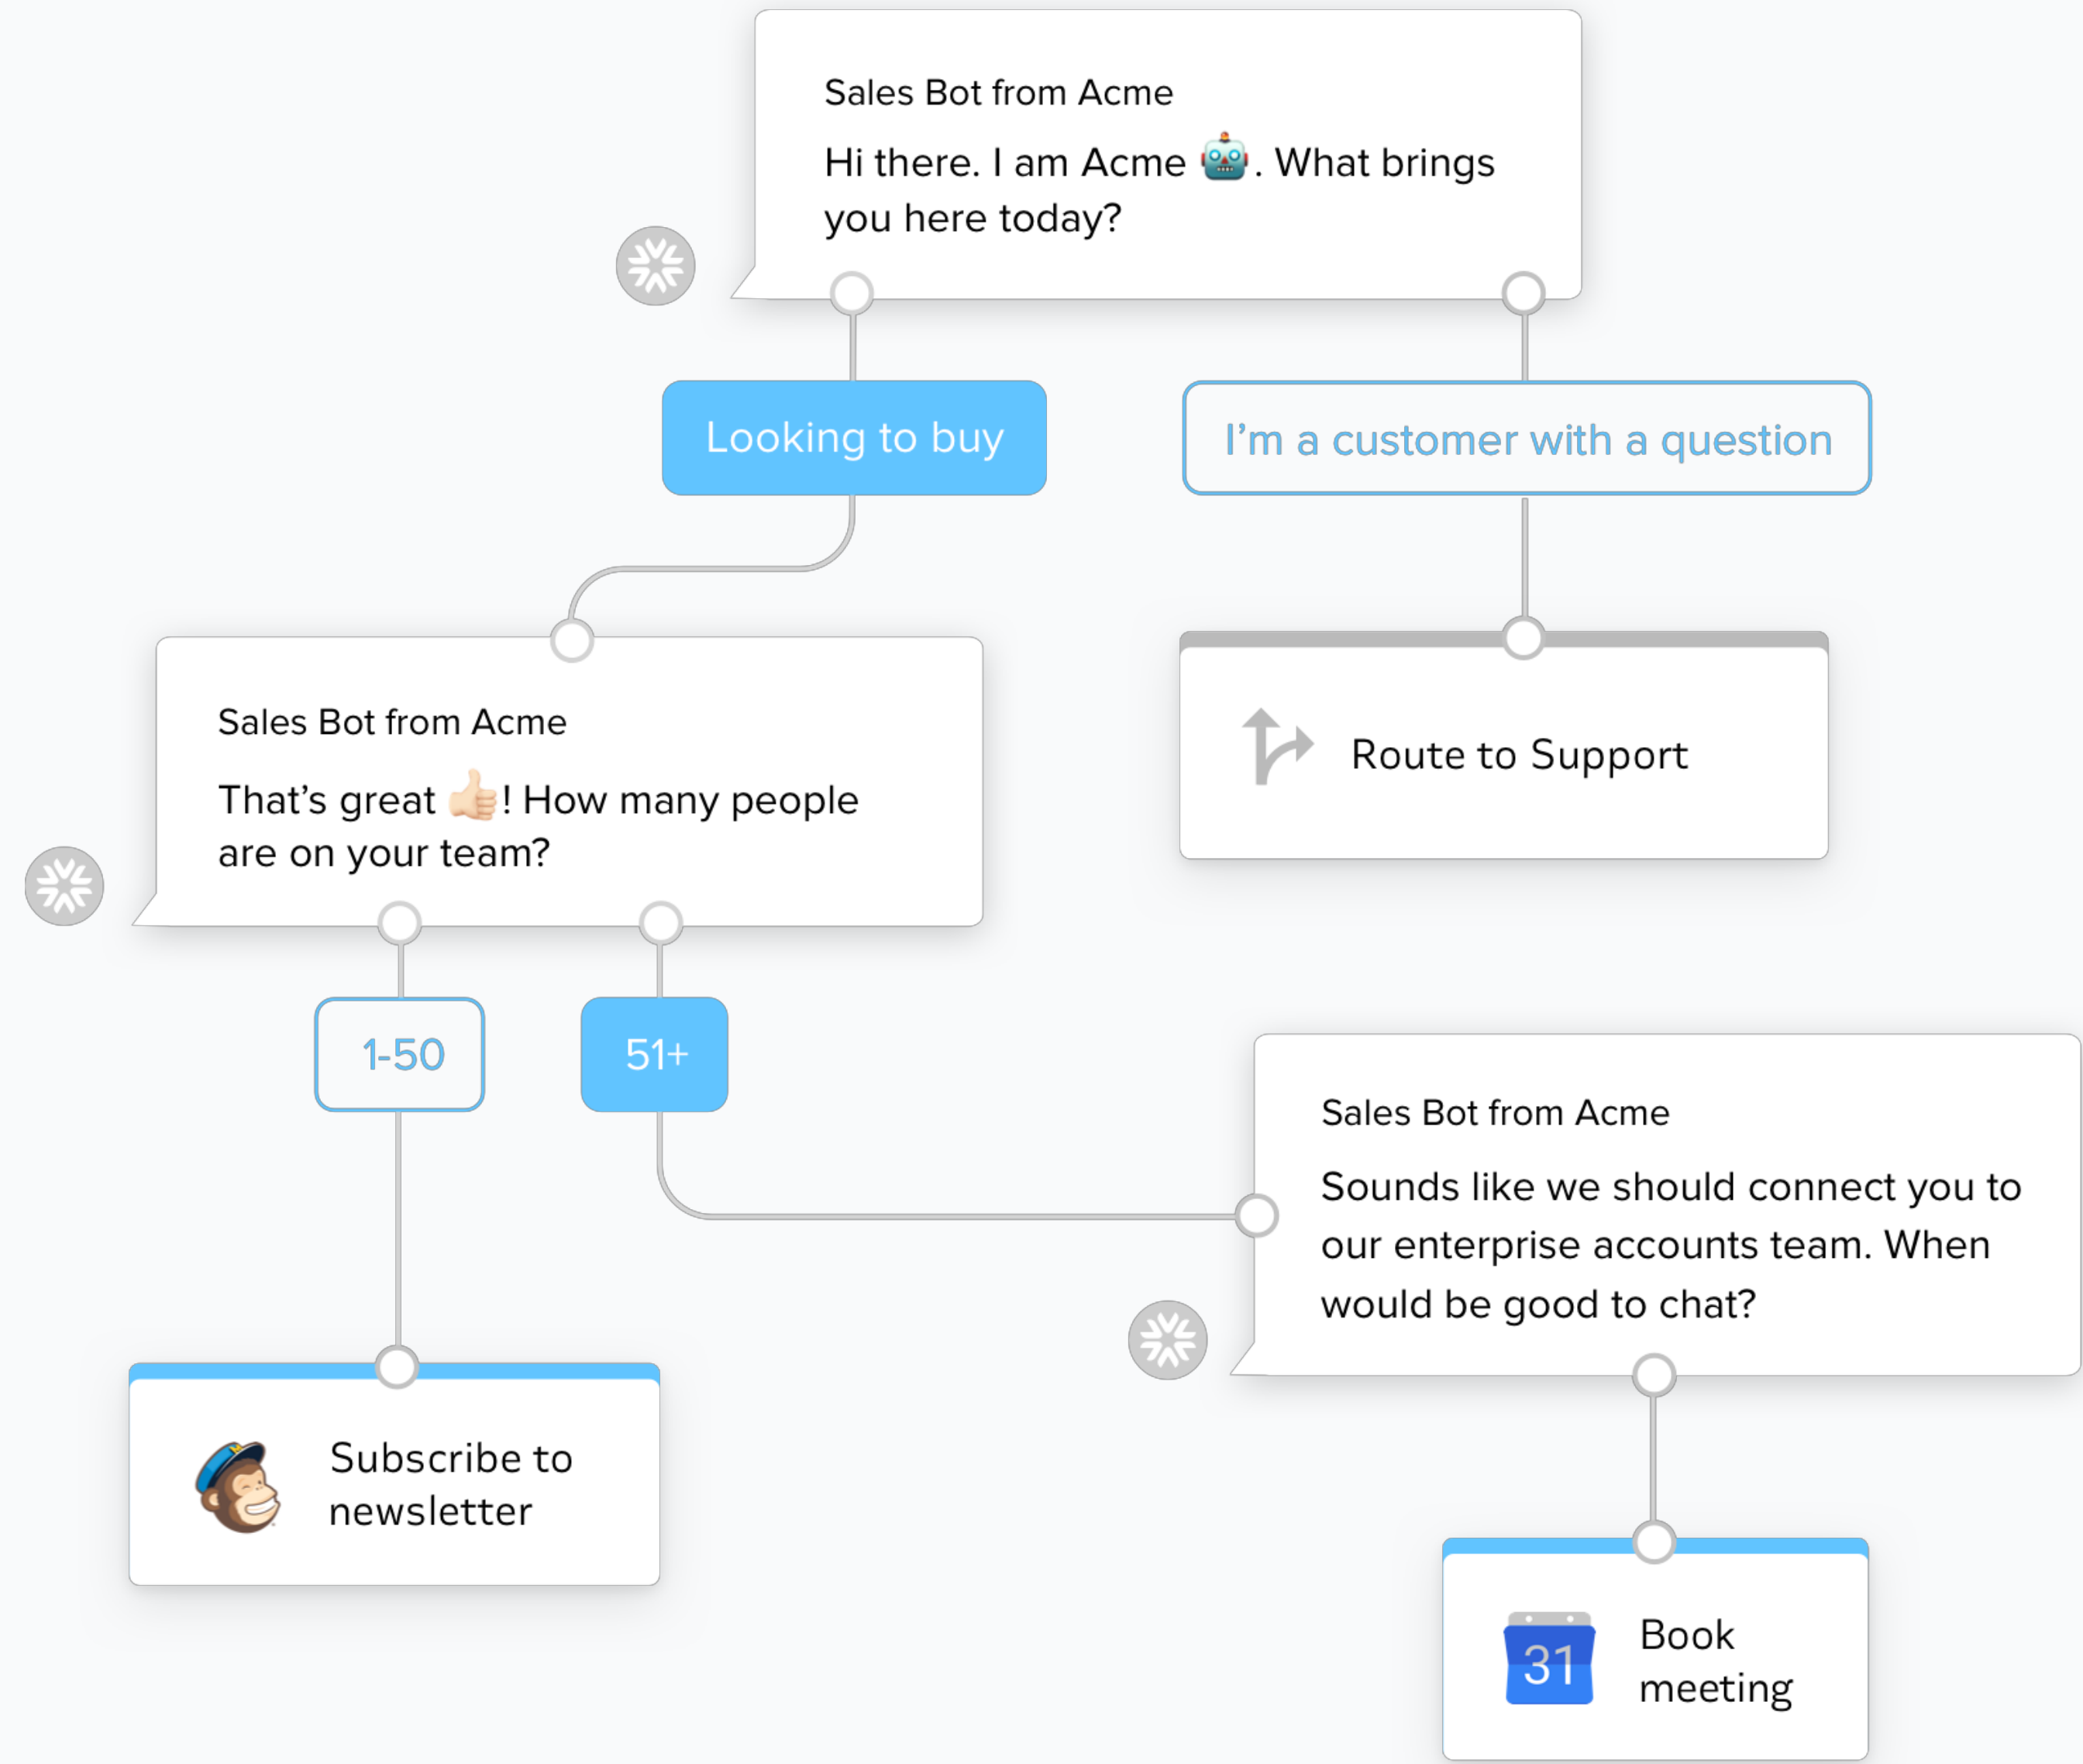 Sales Bot from Acme
Hi there. I am Acme 🤖. What brings
you here today?
Looking to buy
I’m a customer with a question
Sales Bot from Acme
That’s great 👍🏻! How many people
are on your team?
Route to Support
1-50
51+
Sales Bot from Acme
Sounds like we should connect you to
our enterprise accounts team. When
would be good to chat?
Subscribe to
newsletter
31
Book
meeting